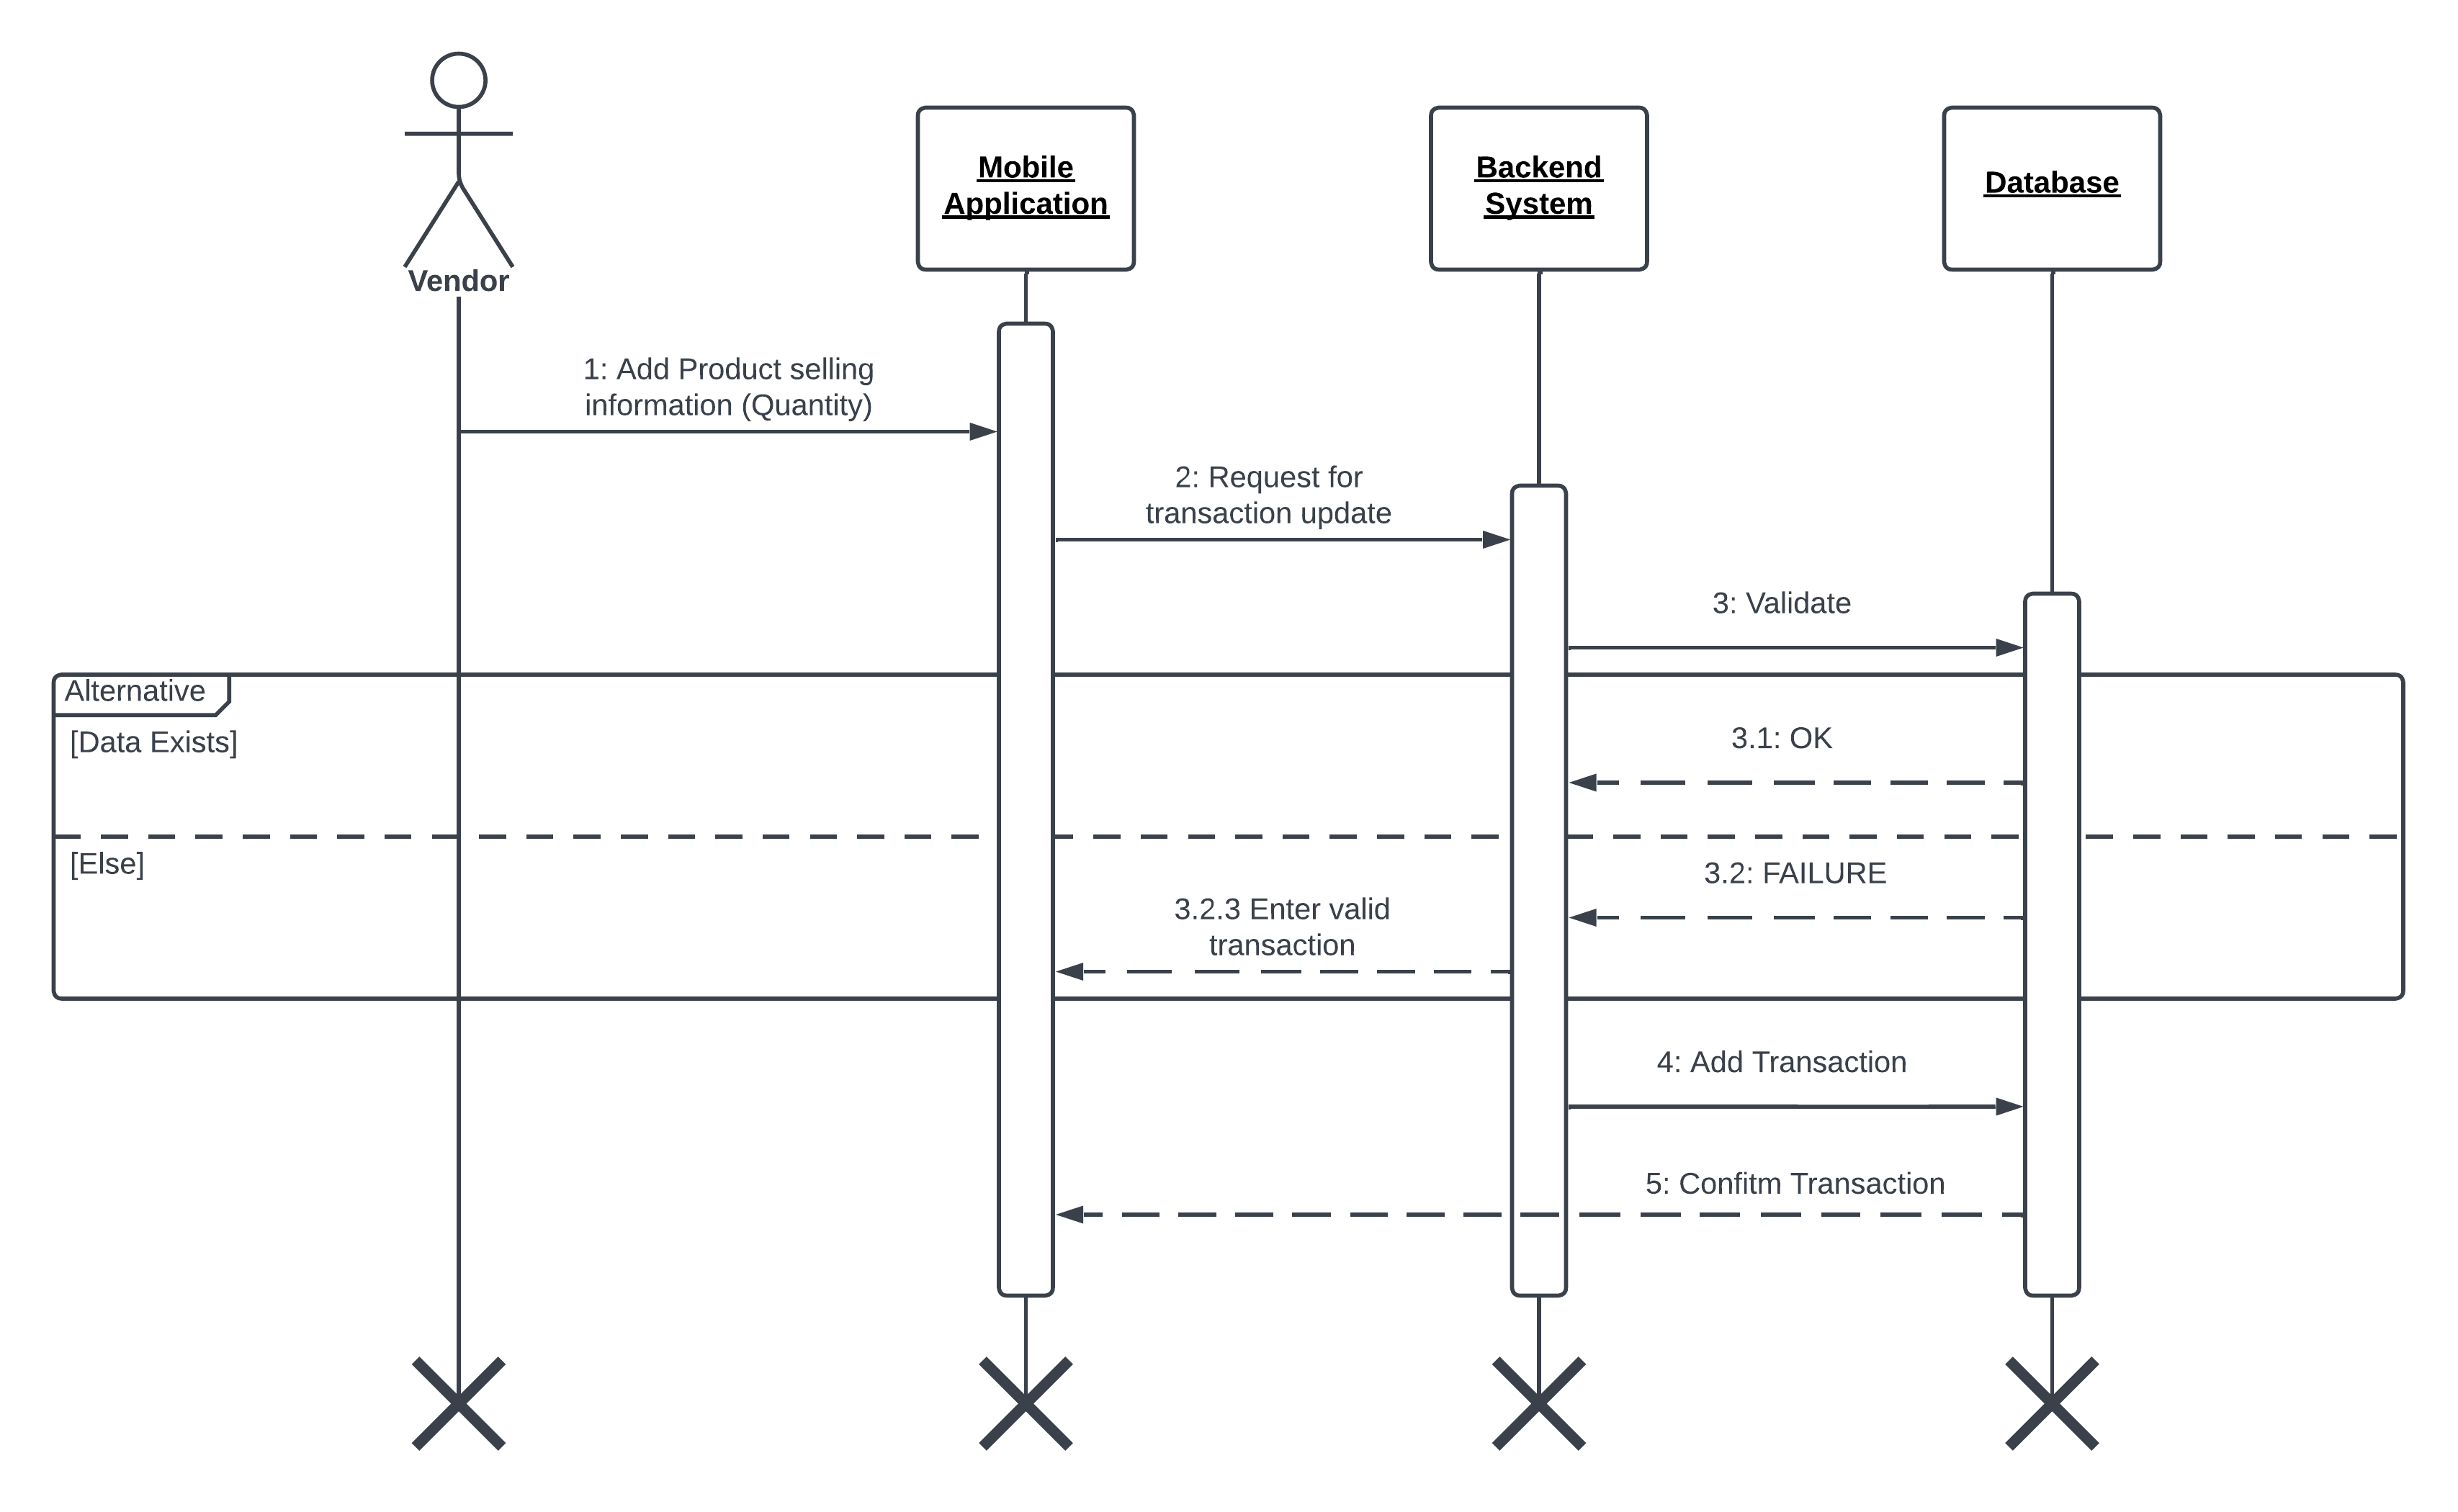 Vendor
Mobile
Application
Backend
System
Database
1: Add Product selling
information (Quantity)
2: Request for
transaction update
3: Validate
Alternative
[Data Exists]
3.1: OK
[Else]
3.2: FAILURE
3.2.3 Enter valid
transaction
4: Add Transaction
5: Confitm Transaction